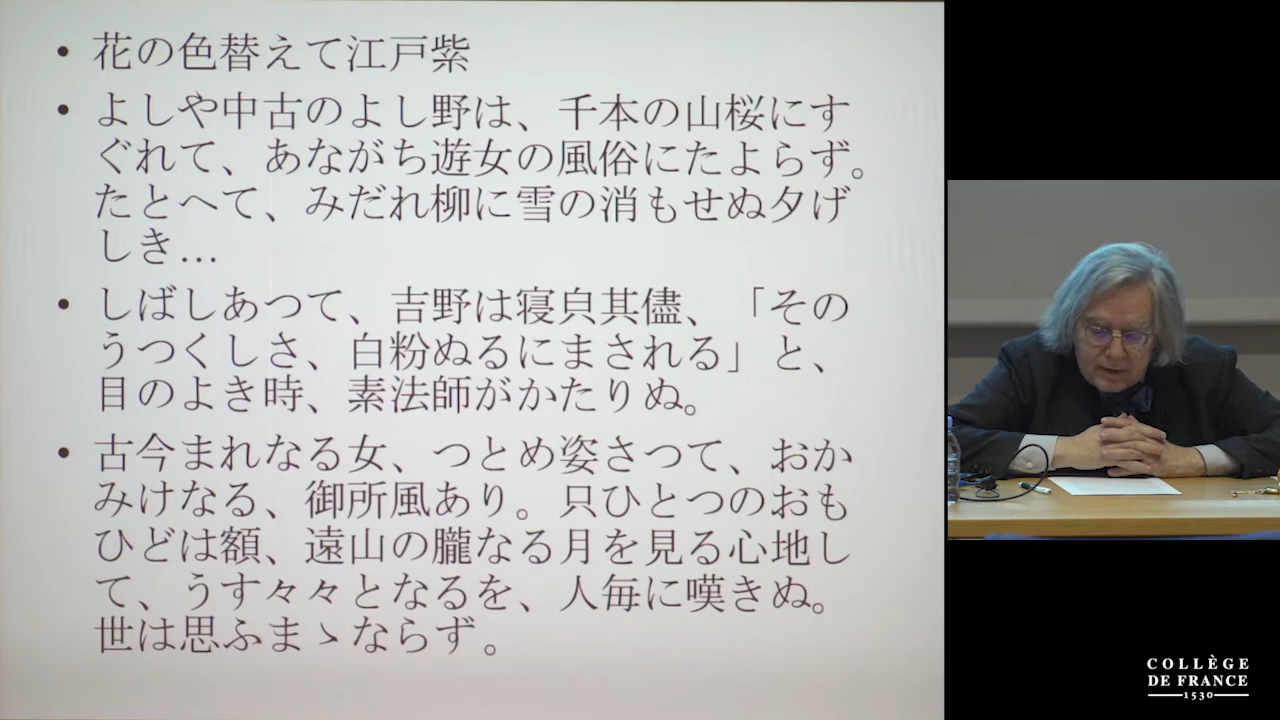 • 花の色替えて江戸紫
• よしや中古のよし野は、千本の山桜にす
ぐれて、あながち遊女の風俗にたよらず。
たとへて、みだれ柳に雪の消もせぬ夕げ
しき…
• しばしあつて、吉野は寝㒵其儘、「その
うつくしさ、白粉ぬるにまされる」と、
目のよき時、素法師がかたりぬ。
• 古今まれなる女、つとめ姿さつて、おか
みけなる、御所風あり。只ひとつのおも
ひどは額、遠山の朧なる月を見る心地し
て、うす々々となるを、人毎に嘆きぬ。
世は思ふまゝならず。
COLLÈGE
DE FRANCE
1530